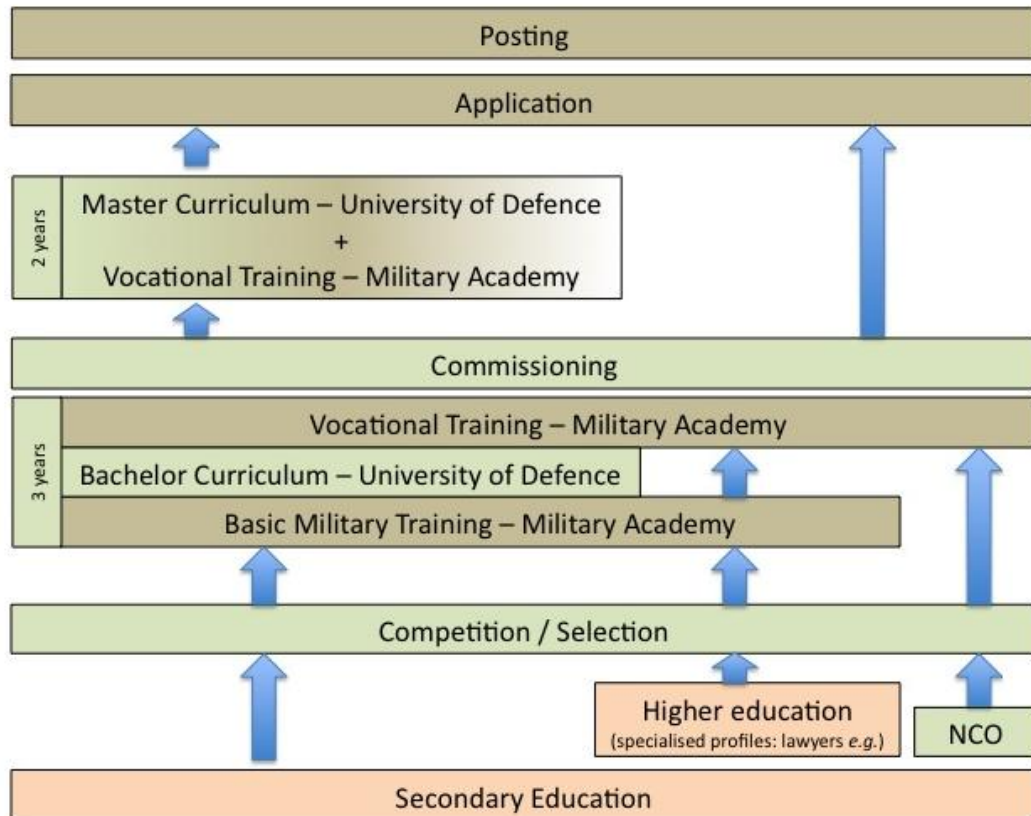 Posting
Application
2 years
Master Curriculum – University of Defence
+
Vocational Training – Military Academy
Commissioning
3 years
Vocational Training – Military Academy
Bachelor Curriculum – University of Defence
Basic Military Training – Military Academy
Competition / Selection
Higher education
(specialised profiles: lawyers e.g.)
NCO
Secondary Education